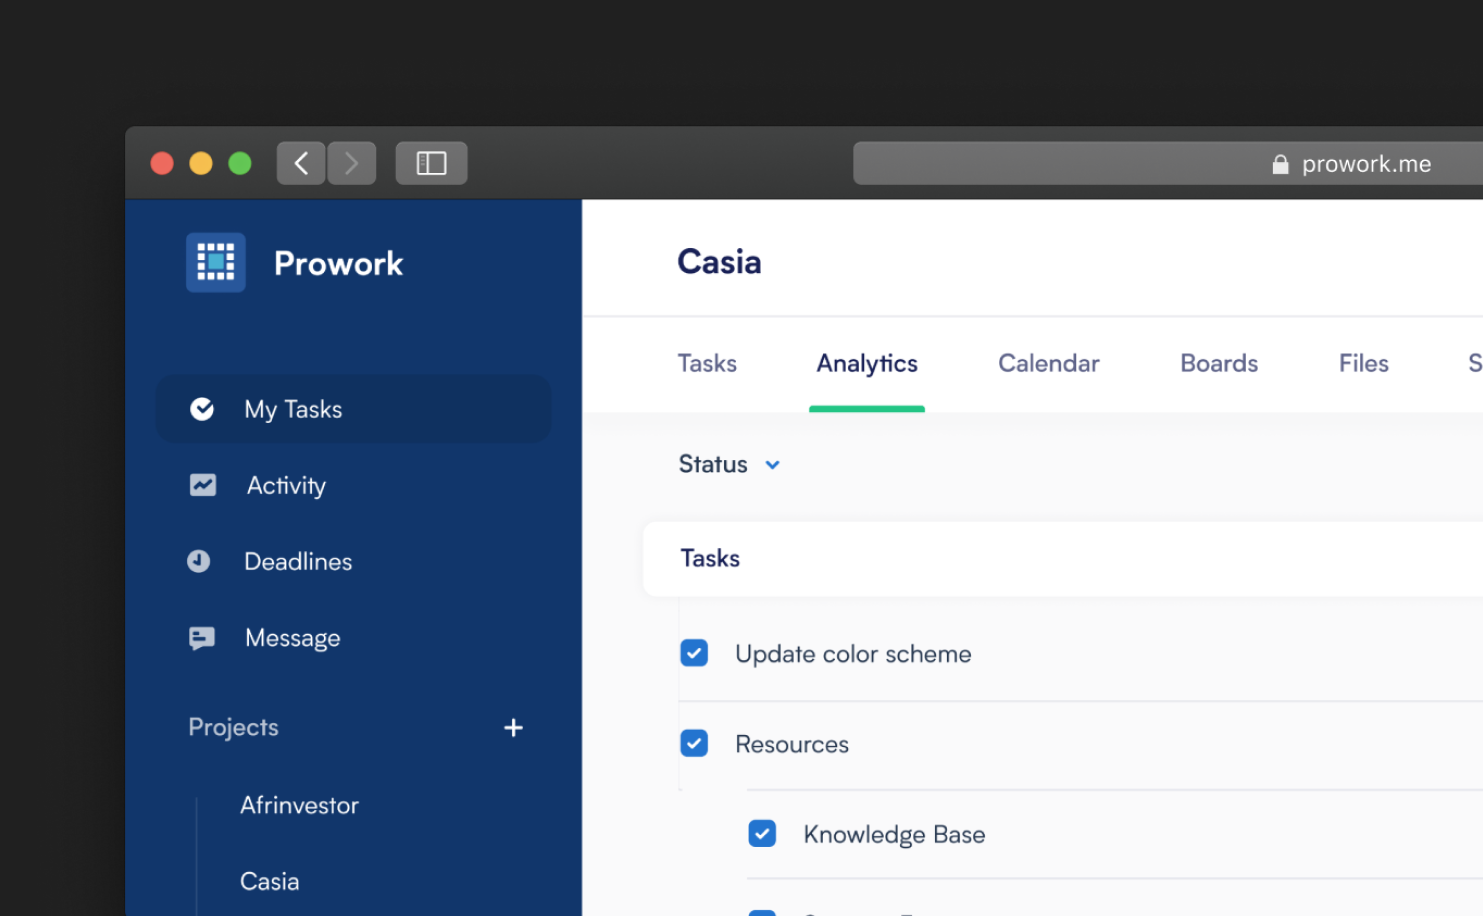 prowork.me
Prowork
My Tasks
Activity
Deadlines
Message
Projects +
Afrinvestor
Casia
Casia
Tasks Analytics Calendar Boards Files
Status
Tasks
Update color scheme
Resources
Knowledge Base